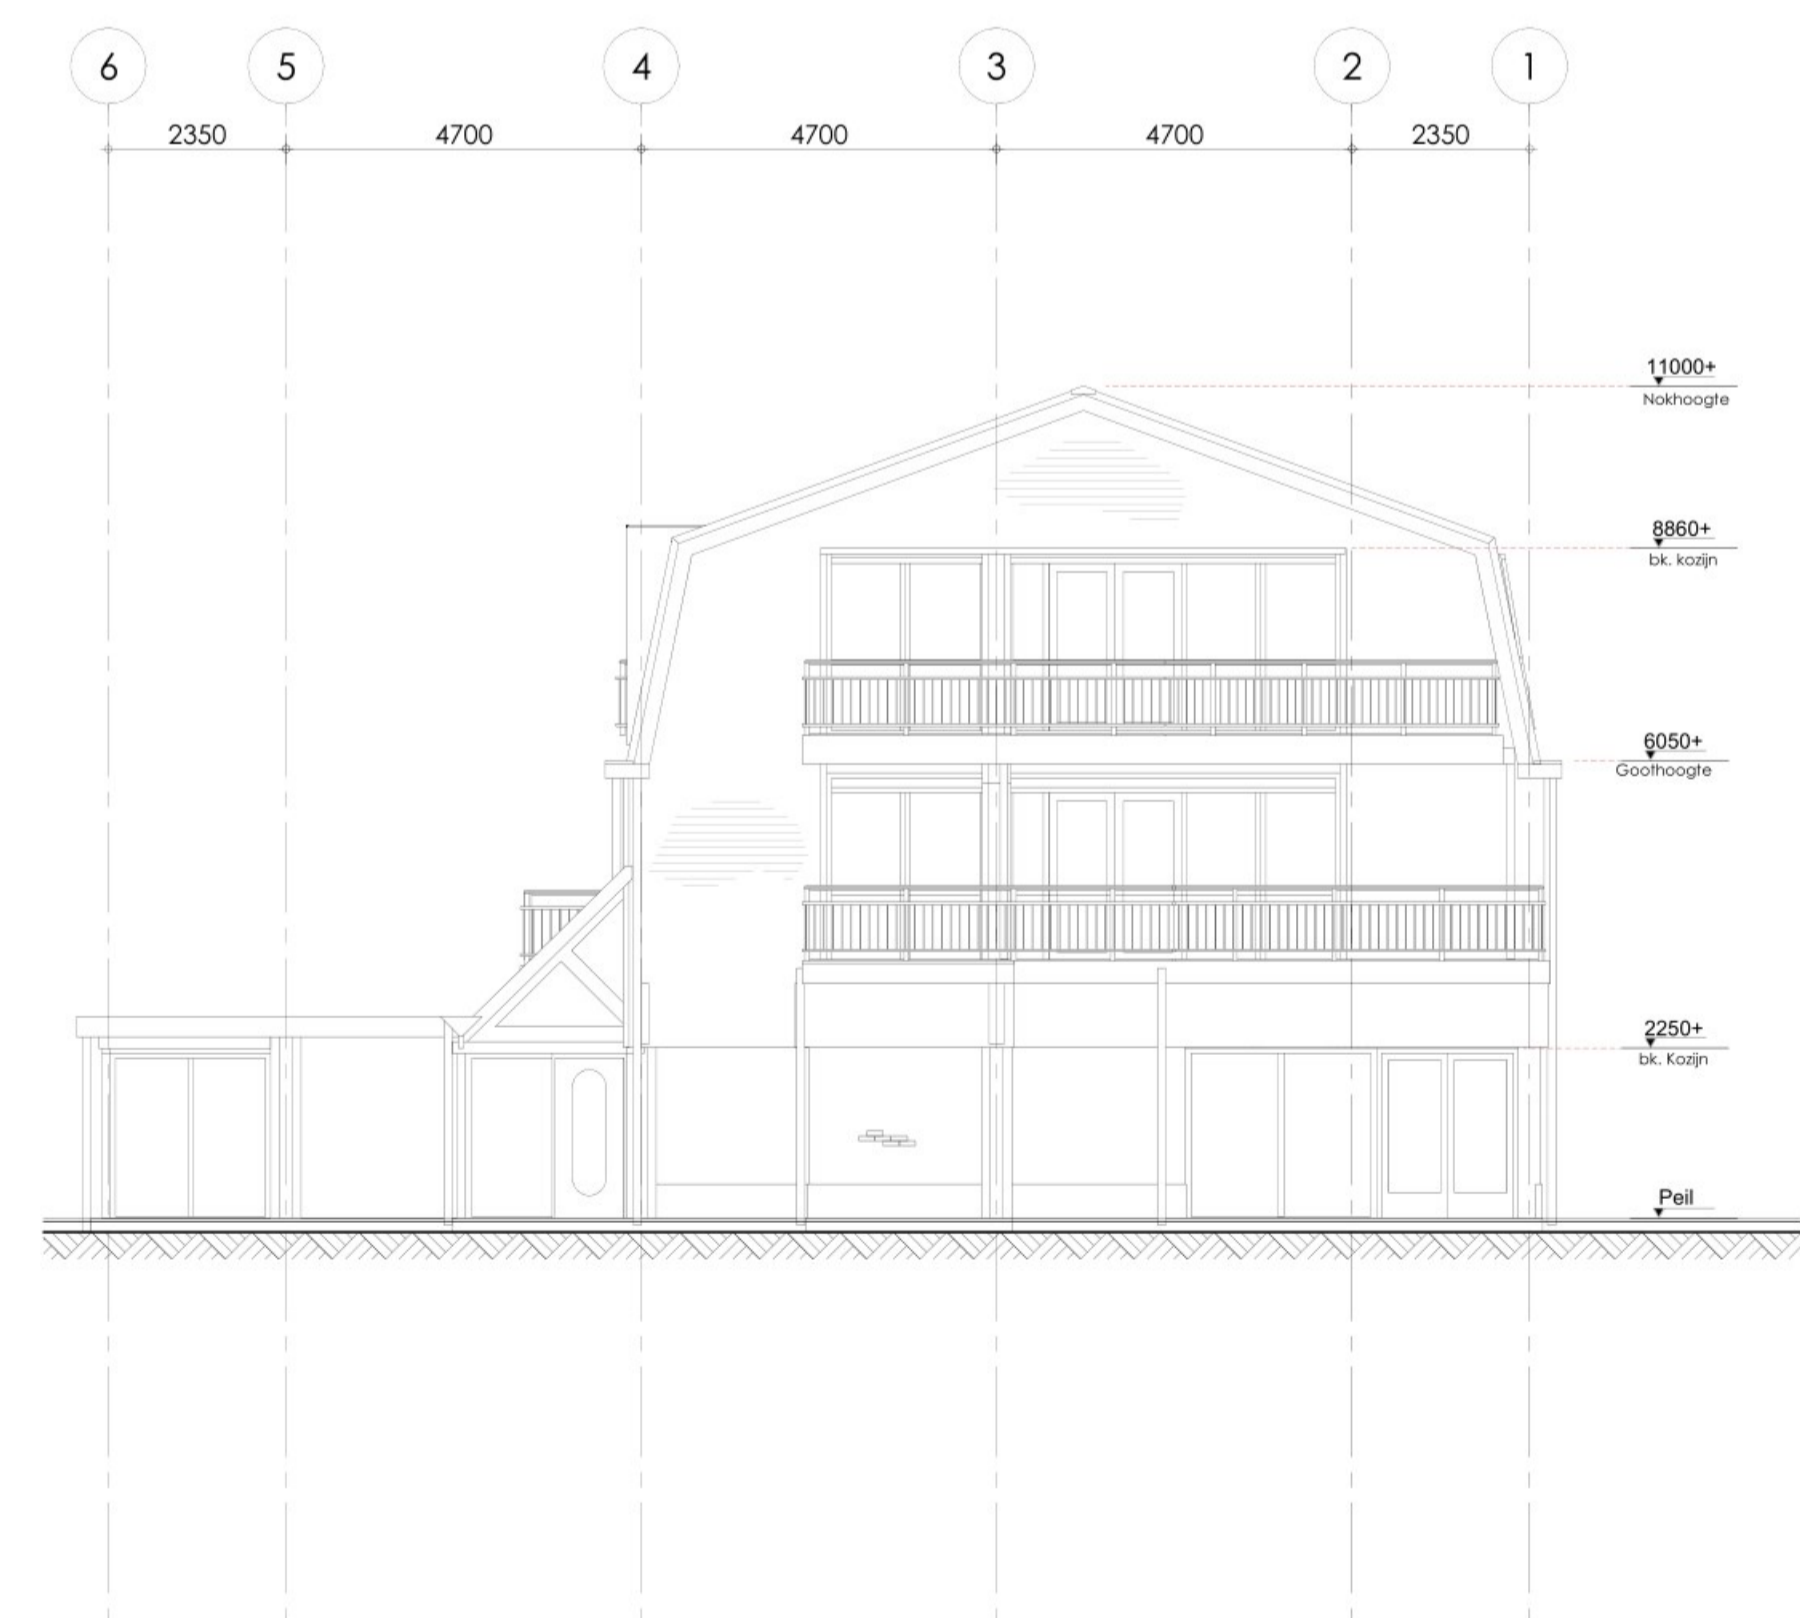 6 5 4 3 2 1
2350 4700 4700 4700 2350
11000+
Nokhoogte
8860+
bk. kozijn
6050+
Goothoogte
2250+
bk. Kozijn
Peil